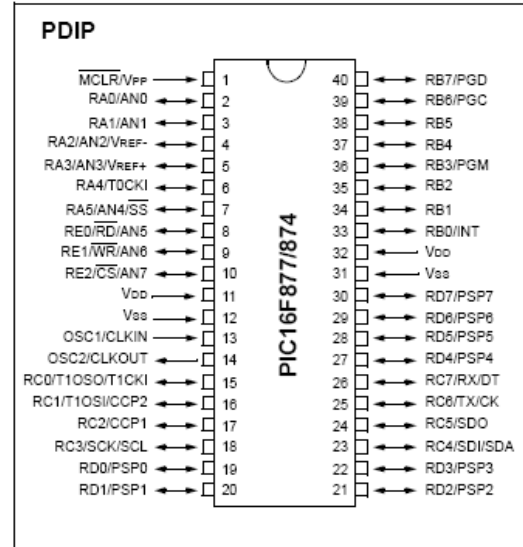 PDIP
MCLR/VPP 1 40 RB7/PGD
RA0/AN0 2 39 RB6/PGC
RA1/AN1 3 38 RB5
RA2/AN2/VREF- 4 37 RB4
RA3/AN3/VREF+ 5 36 RB3/PGM
RA4/T0CKI 6 35 RB2
RA5/AN4/SS 7 34 RB1
RE0/RD/AN5 8 33 RB0/INT
RE1/WR/AN6 9 32 VDD
RE2/CS/AN7 10 31 VSS
VDD 11 30 RD7/PSP7
VSS 12 29 RD6/PSP6
OSC1/CLKIN 13 28 RD5/PSP5
OSC2/CLKOUT 14 27 RD4/PSP4
RC0/T1OSO/T1CKI 15 26 RC7/RX/DT
RC1/T1OSI/CCP2 16 25 RC6/TX/CK
RC2/CCP1 17 24 RC5/SDO
RC3/SCK/SCL 18 23 RC4/SDI/SDA
RD0/PSP0 19 22 RD3/PSP3
RD1/PSP1 20 21 RD2/PSP2
PIC16F877/874